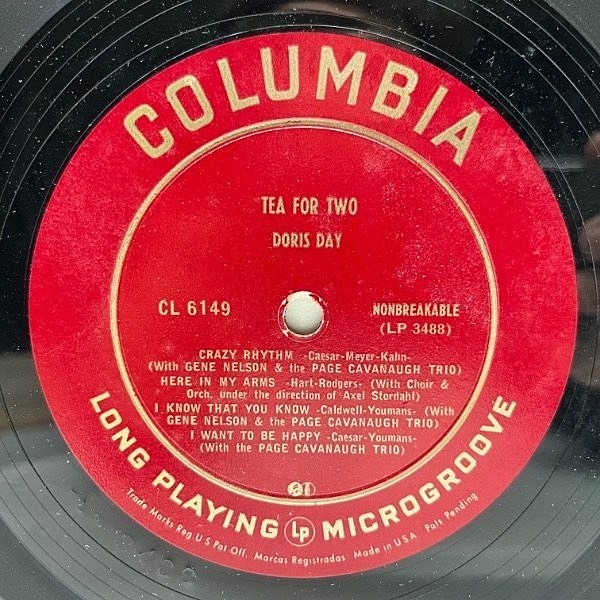 COLUMBIA
TEA FOR TWO
DORIS DAY
CL 6149
NONBREAKABLE
(LP 3488)
CRAZY RHYTHM -Caesar-Meyer-Kahn-
(With GENE NELSON & the PAGE CAVANAUGH TRIO)
HERE IN MY ARMS -Hart-Rodgers- (With Choir &
Orch. under the direction of Axel Stordahl)
I KNOW THAT YOU KNOW -Caldwell-Youmans- (With
GENE NELSON & the PAGE CAVANAUGH TRIO)
I WANT TO BE HAPPY -Caesar-Youmans-
(With the PAGE CAVANAUGH TRIO)
LONG PLAYING LP MICROGROOVE
Trade Marks Reg. U S Pat Off. Marcas Registradas Made in U.S.A. Pats Pending